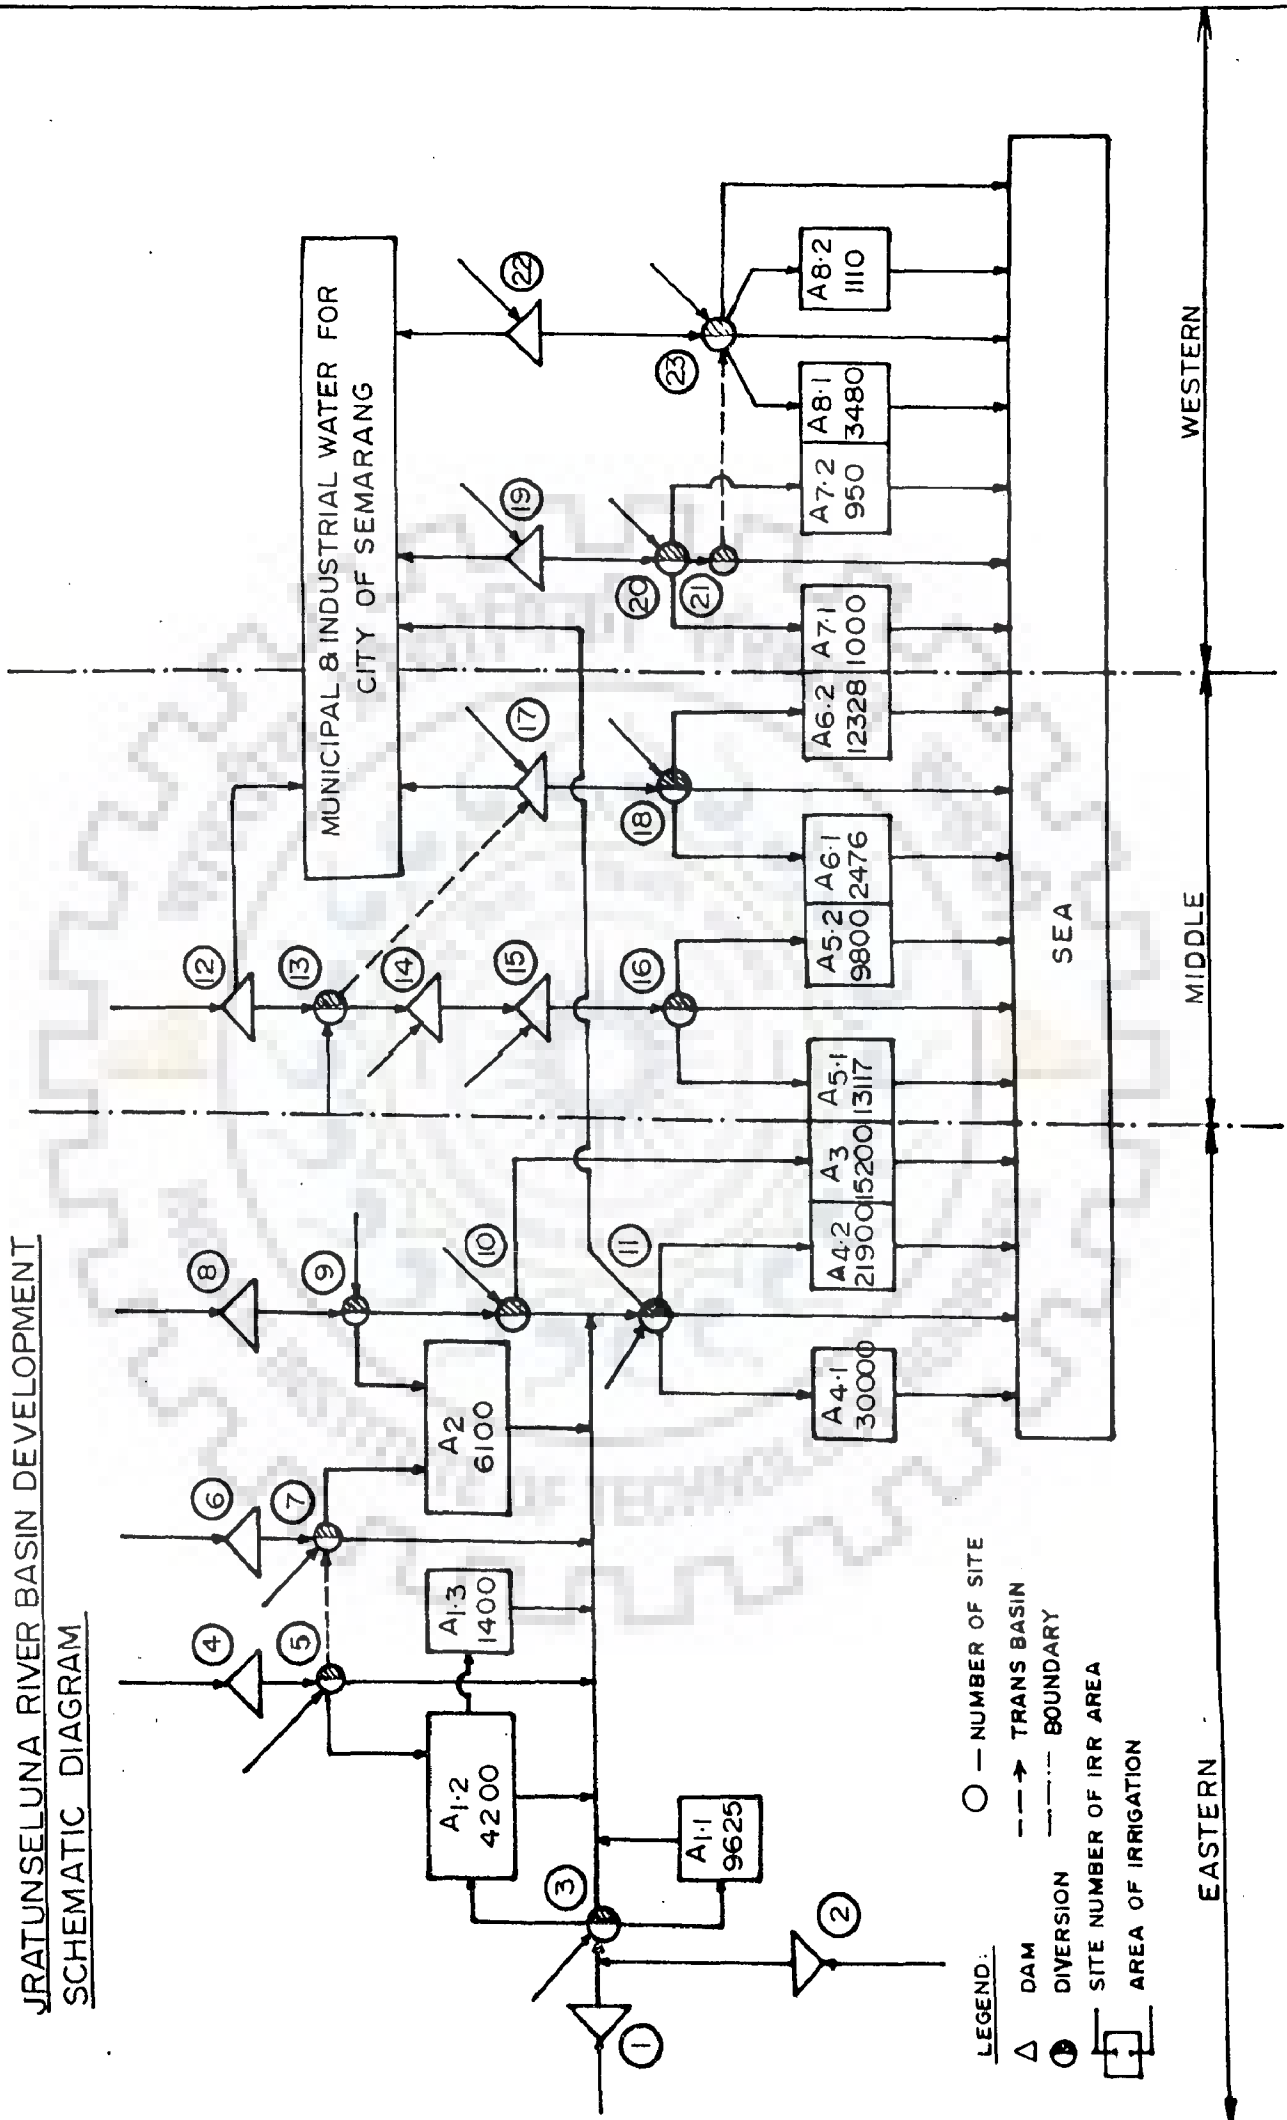 JRATUNSELUNA RIVER BASIN DEVELOPMENT
SCHEMATIC DIAGRAM
MUNICIPAL & INDUSTRIAL WATER FOR
CITY OF SEMARANG
1
2
3
4
5
6
7
8
9
10
11
12
13
14
15
16
17
18
19
20
21
22
23
A1·1
9625
A1·2
4200
A1·3
1400
A2
6100
A4·1
30000
A4·2
21900
A3
15200
A5·1
13117
A5·2
9800
A6·1
2476
A6·2
12328
A7·1
1000
A7·2
950
A8·1
3480
A8·2
1110
SEA
LEGEND:
DAM
DIVERSION
SITE NUMBER OF IRR AREA
AREA OF IRRIGATION
NUMBER OF SITE
TRANS BASIN
BOUNDARY
EASTERN
MIDDLE
WESTERN
OF TECHNOLOGY